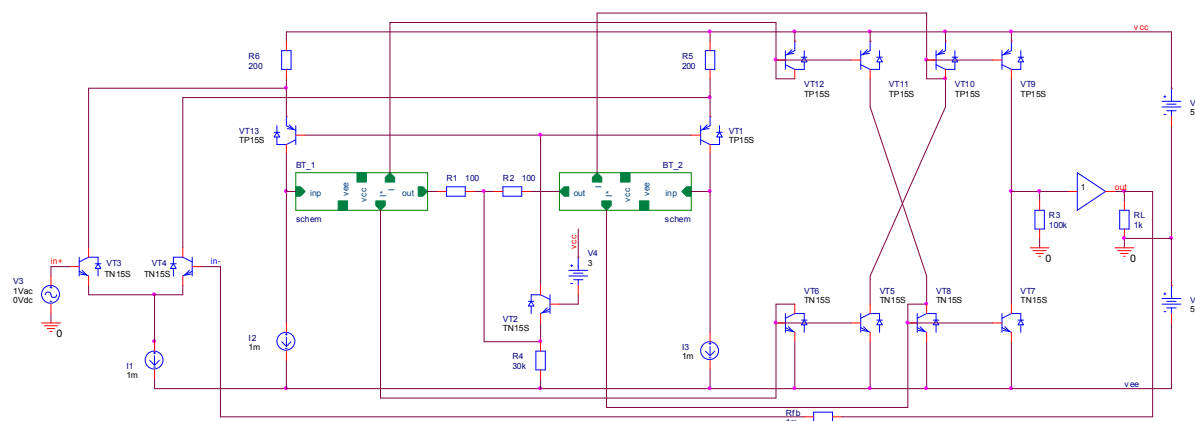 vcc
R6
200
R5
200
VT12
TP15S
VT11
TP15S
VT10
TP15S
VT9
TP15S
V
5
VT13
TP15S
VT1
TP15S
BT_1
inp
vee
vcc
I
I*
out
schem
R1 100
R2 100
BT_2
out
I
I*
vcc
vee
inp
schem
1
out
R3
100k
0
RL
1k
0
in+
VT3
TN15S
VT4
TN15S
in-
V3
1Vac
0Vdc
0
vcc
V4
3
VT2
TN15S
R4
30k
VT6
TN15S
VT5
TN15S
VT8
TN15S
VT7
TN15S
V
5
I2
1m
I1
1m
I3
1m
vee
Rfb